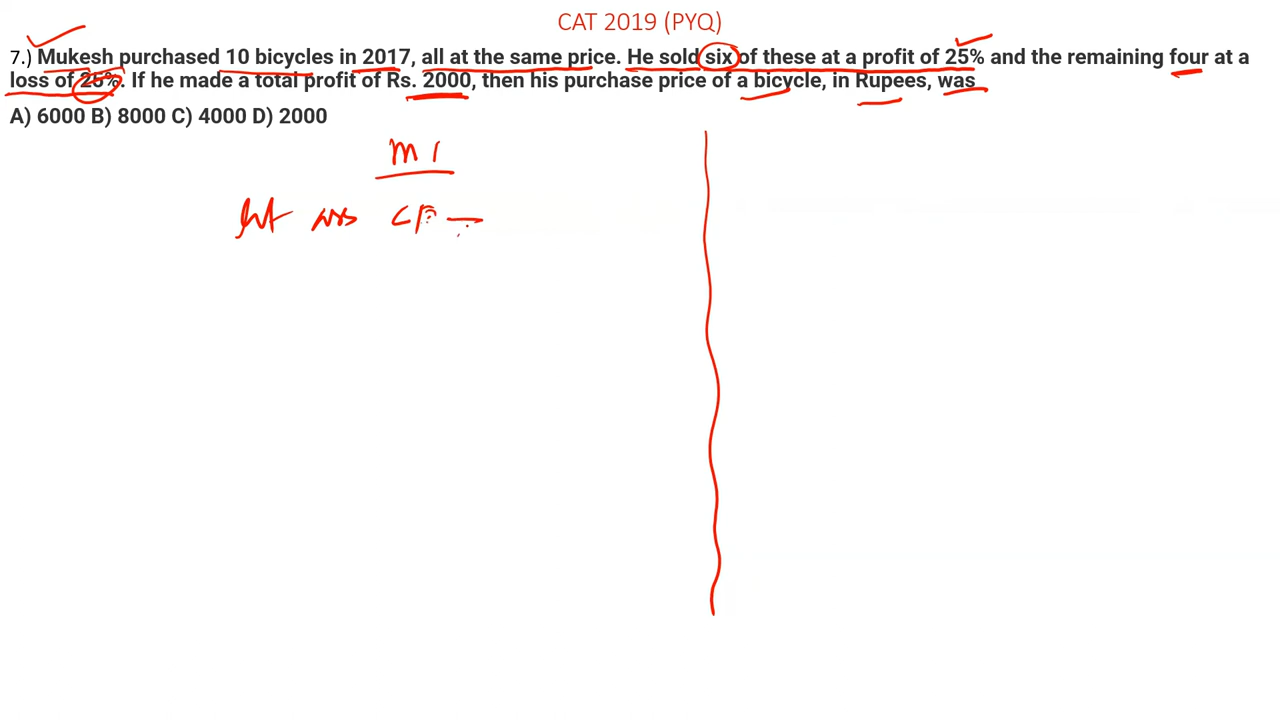 CAT 2019 (PYQ)
7.) Mukesh purchased 10 bicycles in 2017, all at the same price. He sold six of these at a profit of 25% and the remaining four at a
loss of 25%. If he made a total profit of Rs. 2000, then his purchase price of a bicycle, in Rupees, was
A) 6000 B) 8000 C) 4000 D) 2000
M 1
CP